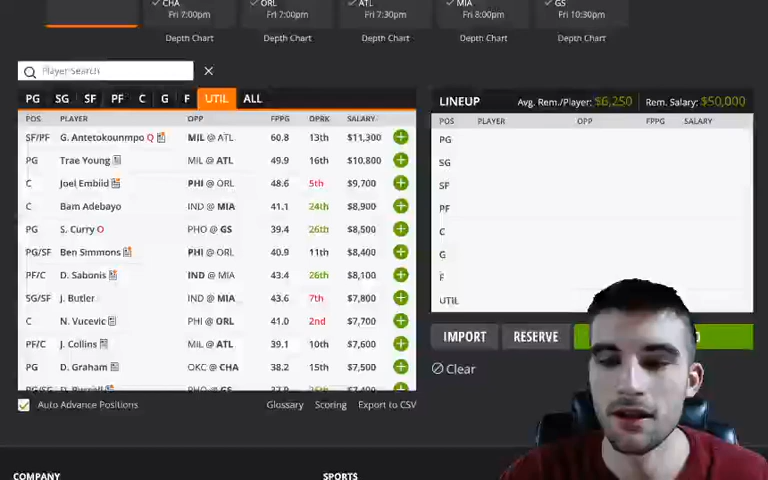 CHA ORL ATL MIA GS
Fri 7:00pm Fri 7:00pm Fri 7:30pm Fri 8:00pm Fri 10:30pm
Depth Chart Depth Chart Depth Chart Depth Chart Depth Chart
Player Search
PG SG SF PF C G F UTIL ALL
POS PLAYER OPP FPPG DPRK SALARY
SF/PF G. Antetokounmpo Q MIL @ ATL 60.8 13th $11,300
PG Trae Young MIL @ ATL 49.9 16th $10,800
C Joel Embiid PHI @ ORL 48.6 5th $9,700
C Bam Adebayo IND @ MIA 41.1 24th $8,900
PG S. Curry O PHO @ GS 39.4 26th $8,500
PG/SF Ben Simmons PHI @ ORL 40.9 11th $8,400
PF/C D. Sabonis IND @ MIA 43.4 26th $8,100
SG/SF J. Butler IND @ MIA 43.6 7th $7,800
C N. Vucevic PHI @ ORL 41.0 2nd $7,700
PF/C J. Collins MIL @ ATL 39.1 10th $7,600
PG D. Graham OKC @ CHA 38.2 15th $7,500
PG/SG D. Russell PHO @ GS $7,400
Auto Advance Positions
Glossary Scoring Export to CSV
LINEUP Avg. Rem./Player: $6,250 Rem. Salary: $50,000
POS PLAYER OPP FPPG SALARY
PG
SG
SF
PF
C
G
F
UTIL
IMPORT RESERVE
Clear
COMPANY SPORTS